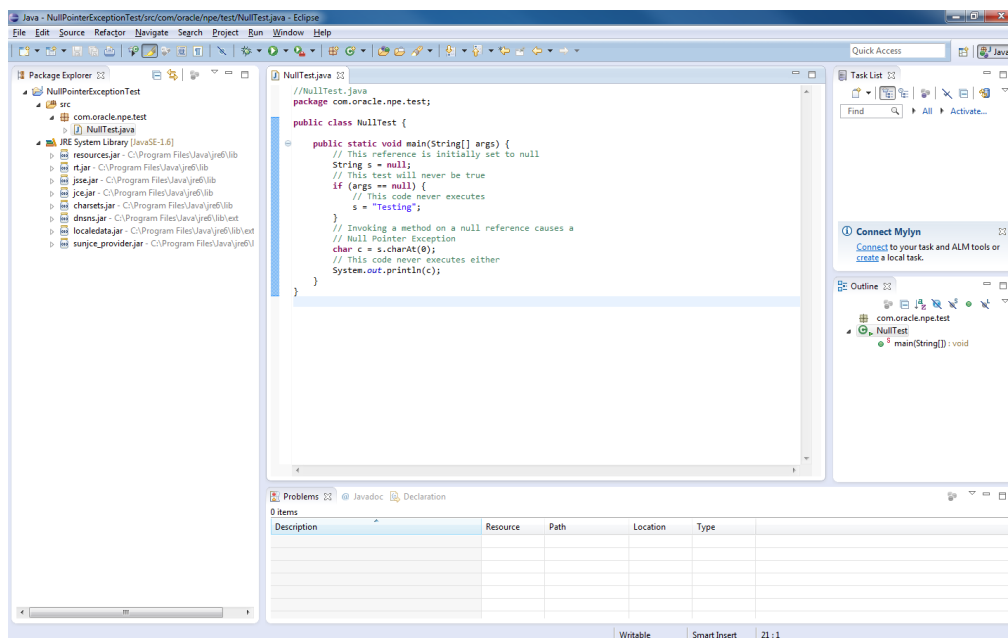 Java - NullPointerExceptionTest/src/com/oracle/npe/test/NullTest.java - Eclipse
File Edit Source Refactor Navigate Search Project Run Window Help
Quick Access
Java
Package Explorer
NullPointerExceptionTest
src
com.oracle.npe.test
NullTest.java
JRE System Library [JavaSE-1.6]
resources.jar - C:\Program Files\Java\jre6\lib
rt.jar - C:\Program Files\Java\jre6\lib
jsse.jar - C:\Program Files\Java\jre6\lib
jce.jar - C:\Program Files\Java\jre6\lib
charsets.jar - C:\Program Files\Java\jre6\lib
dnsns.jar - C:\Program Files\Java\jre6\lib\ext
localedata.jar - C:\Program Files\Java\jre6\lib\ext
sunjce_provider.jar - C:\Program Files\Java\jre6\l
NullTest.java
//NullTest.java
package com.oracle.npe.test;
public class NullTest {
public static void main(String[] args) {
// This reference is initially set to null
String s = null;
// This test will never be true
if (args == null) {
// This code never executes
s = "Testing";
}
// Invoking a method on a null reference causes a
// Null Pointer Exception
char c = s.charAt(0);
// This code never executes either
System.out.println(c);
}
}
Task List
Find All Activate...
Connect Mylyn
Connect to your task and ALM tools or
create a local task.
Outline
com.oracle.npe.test
NullTest
main(String[]) : void
Problems @ Javadoc Declaration
0 items
Description Resource Path Location Type
Writable Smart Insert 21 : 1